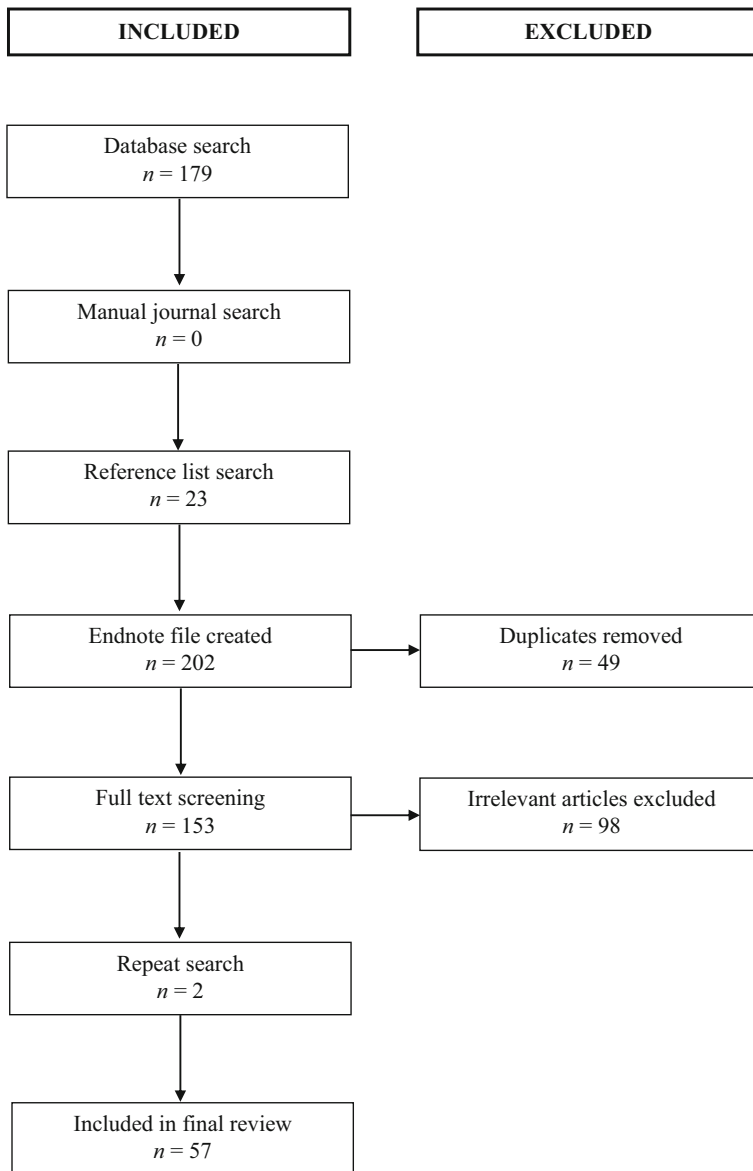 INCLUDED
EXCLUDED
Database search
n = 179
Manual journal search
n = 0
Reference list search
n = 23
Endnote file created
n = 202
Duplicates removed
n = 49
Full text screening
n = 153
Irrelevant articles excluded
n = 98
Repeat search
n = 2
Included in final review
n = 57